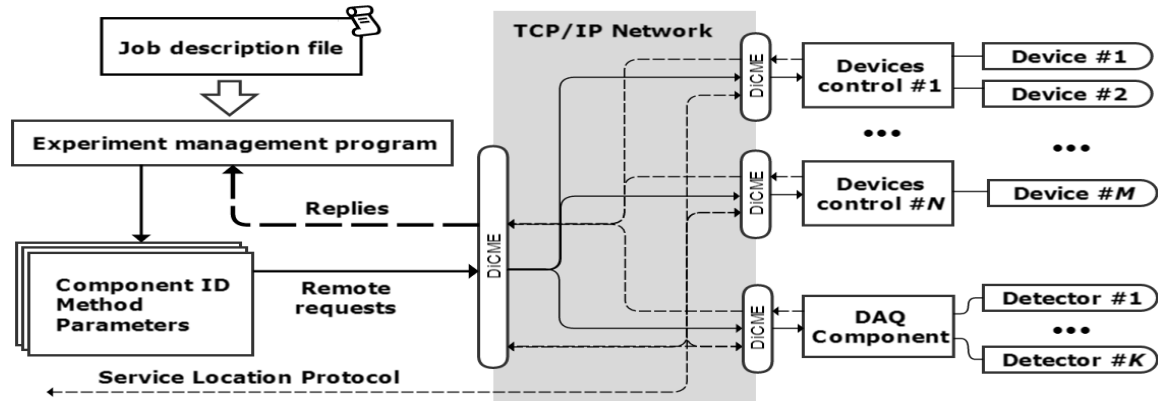 Job description file
TCP/IP Network
Experiment management program
Replies
Component ID
Method
Parameters
Remote
requests
Service Location Protocol
DiCME
DiCME
Devices
control #1
Device #1
Device #2
•••
•••
DiCME
Devices
control #N
Device #M
DiCME
DAQ
Component
Detector #1
•••
Detector #K